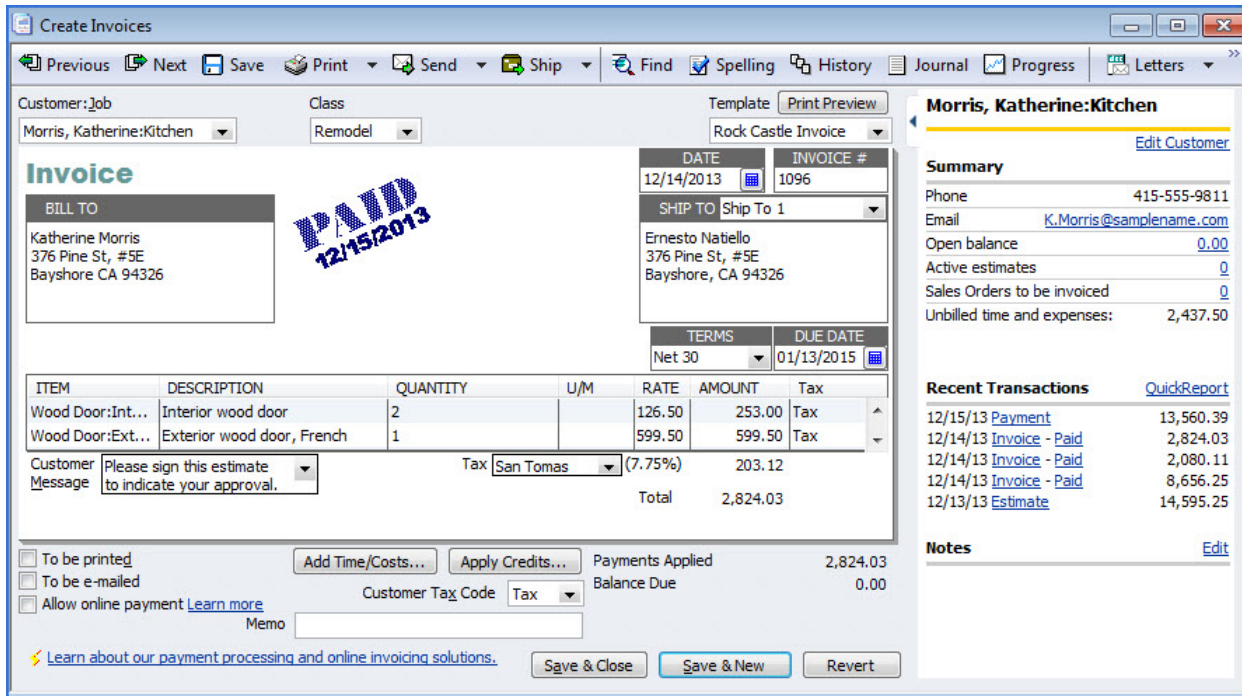 Create Invoices
Previous Next Save Print Send Ship Find Spelling History Journal Progress Letters
Customer:Job Class Template Print Preview
Morris, Katherine:Kitchen Remodel Rock Castle Invoice
Invoice
DATE INVOICE #
12/14/2013 1096
BILL TO
Katherine Morris
376 Pine St, #5E
Bayshore CA 94326
PAID
12/15/2013
SHIP TO Ship To 1
Ernesto Natiello
376 Pine St, #5E
Bayshore, CA 94326
TERMS DUE DATE
Net 30 01/13/2015
ITEM DESCRIPTION QUANTITY U/M RATE AMOUNT Tax
Wood Door:Int... Interior wood door 2 126.50 253.00 Tax
Wood Door:Ext... Exterior wood door, French 1 599.50 599.50 Tax
Customer Message
Please sign this estimate
to indicate your approval.
Tax San Tomas (7.75%) 203.12
Total 2,824.03
To be printed
To be e-mailed
Allow online payment Learn more
Add Time/Costs... Apply Credits...
Payments Applied 2,824.03
Customer Tax Code Tax
Balance Due 0.00
Memo
Learn about our payment processing and online invoicing solutions.
Save & Close Save & New Revert
Morris, Katherine:Kitchen
Edit Customer
Summary
Phone 415-555-9811
Email K.Morris@samplename.com
Open balance 0.00
Active estimates 0
Sales Orders to be invoiced 0
Unbilled time and expenses: 2,437.50
Recent Transactions QuickReport
12/15/13 Payment 13,560.39
12/14/13 Invoice - Paid 2,824.03
12/14/13 Invoice - Paid 2,080.11
12/14/13 Invoice - Paid 8,656.25
12/13/13 Estimate 14,595.25
Notes Edit